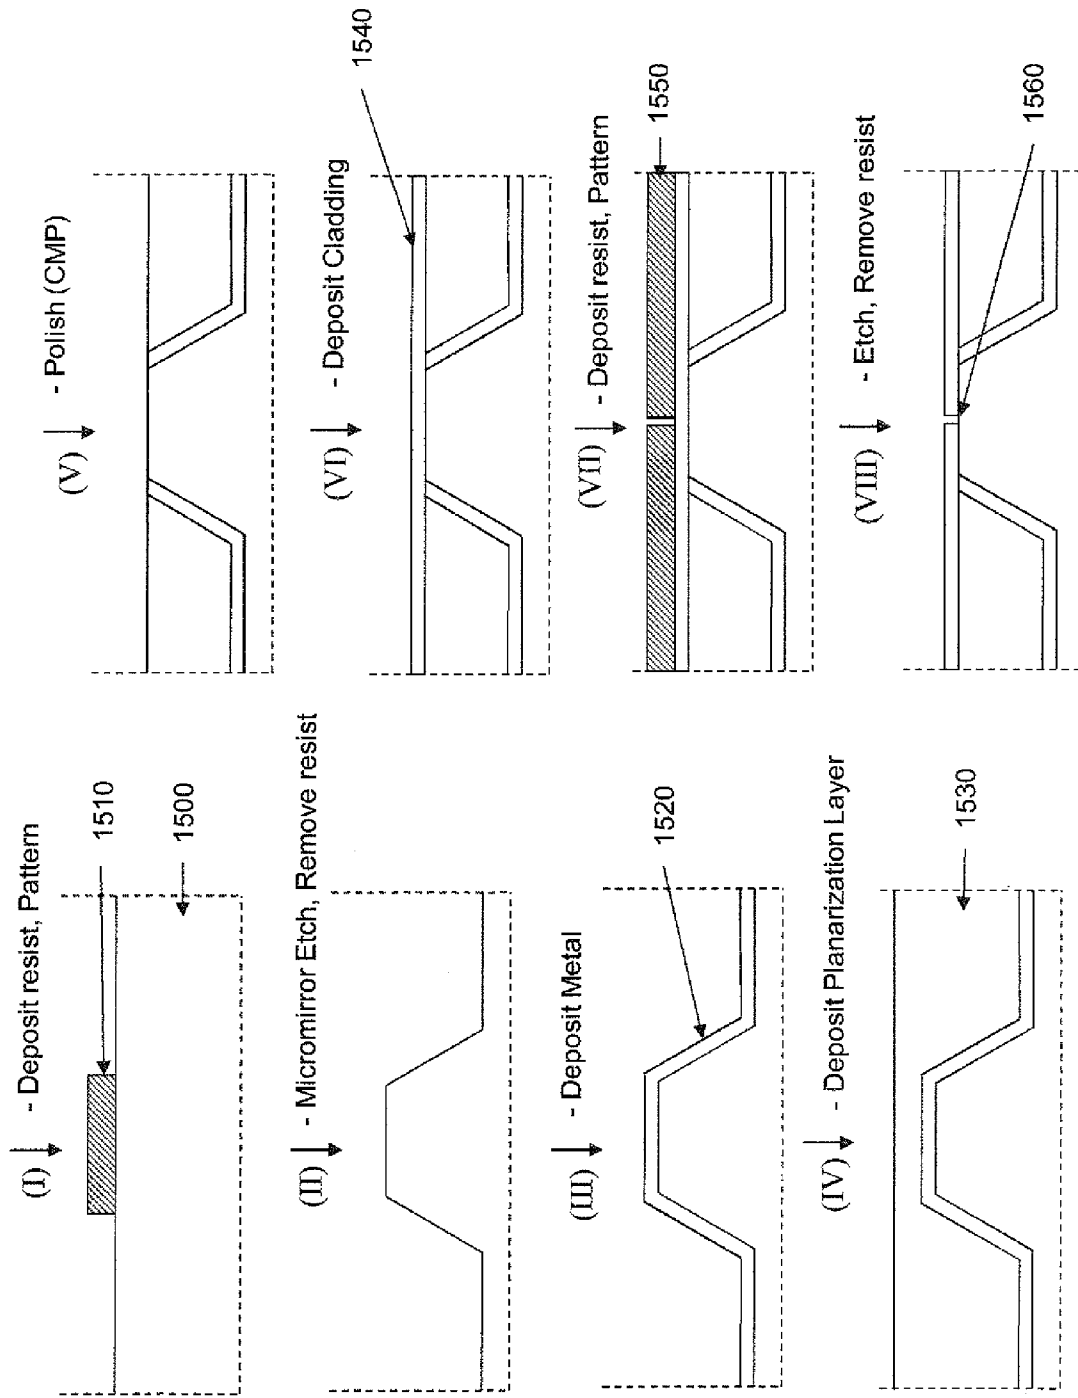 (I) - Deposit resist, Pattern
1510
1500
(II) - Micromirror Etch, Remove resist
(III) - Deposit Metal
1520
(IV) - Deposit Planarization Layer
1530
(V) - Polish (CMP)
(VI) - Deposit Cladding
1540
(VII) - Deposit resist, Pattern
1550
(VIII) - Etch, Remove resist
1560